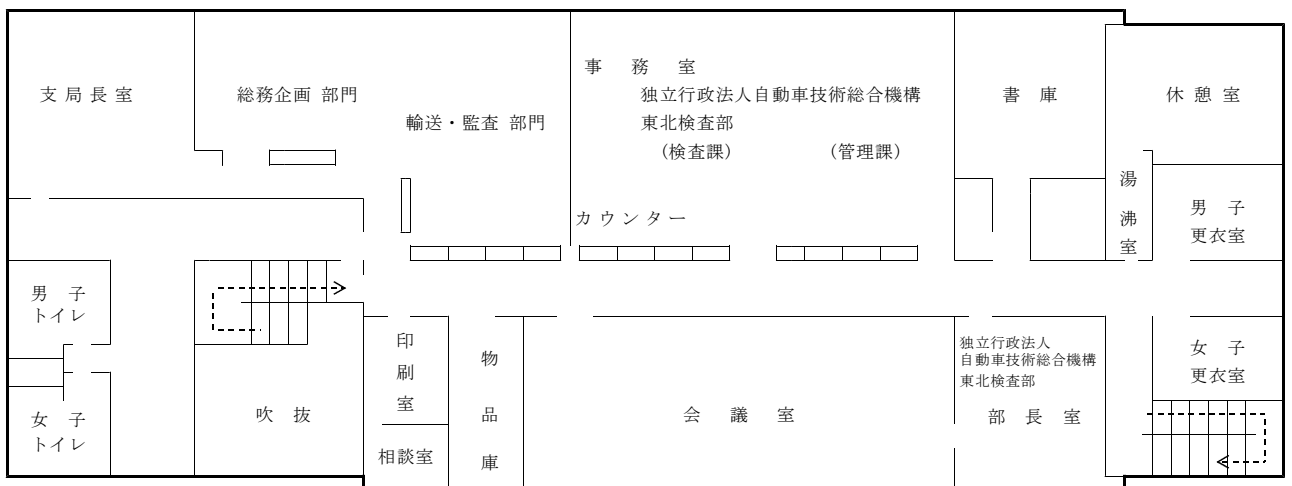 支局長室
総務企画 部門
輸送・監査 部門
事務室
独立行政法人自動車技術総合機構
東北検査部
(検査課) (管理課)
カウンター
書庫
休憩室
湯沸室
男子
更衣室
男子
トイレ
女子
トイレ
吹抜
印刷室
相談室
物品庫
会議室
独立行政法人
自動車技術総合機構
東北検査部
部長室
女子
更衣室